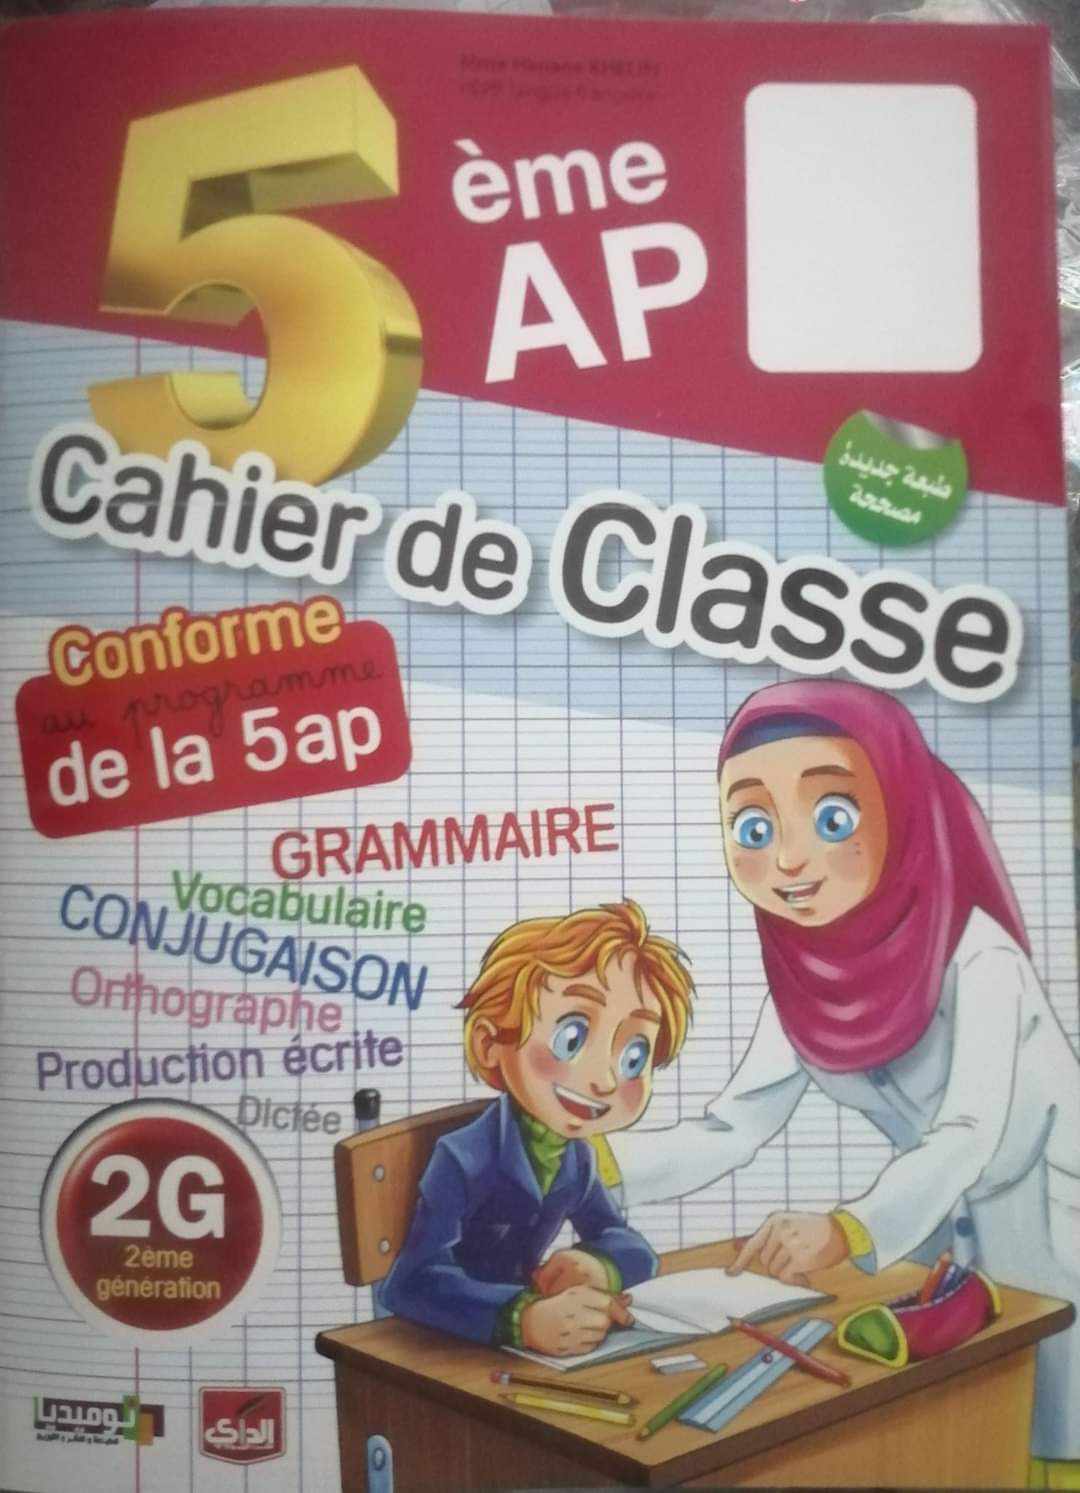 5 ème
AP
طبعة جديدة
مصححة
Cahier de Classe
Conforme
au programme
de la 5ap
GRAMMAIRE
Vocabulaire
CONJUGAISON
Orthographe
Production écrite
Dictée
2G
2ème
génération
نوميديا
الداي